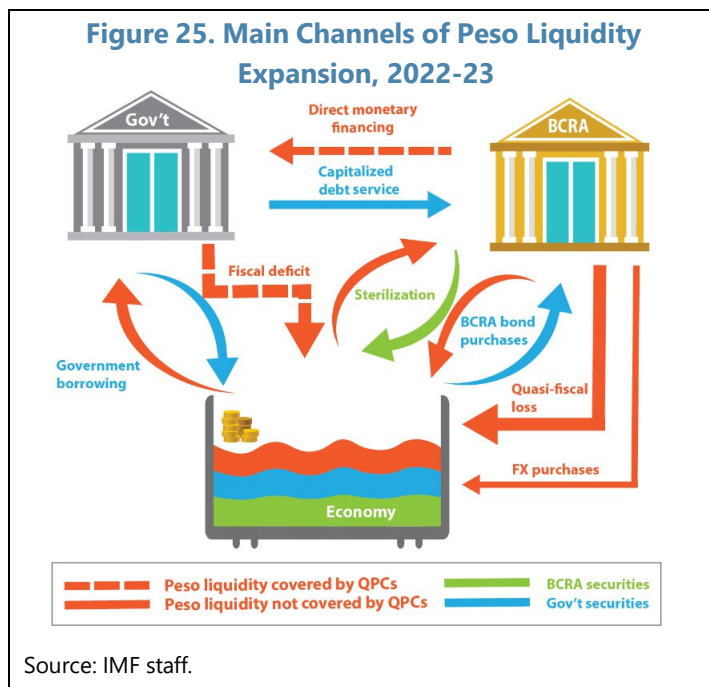 Figure 25. Main Channels of Peso Liquidity
Expansion, 2022-23
Gov't
Direct monetary
financing
BCRA
Capitalized
debt service
Fiscal deficit
Sterilization
BCRA bond
purchases
Government
borrowing
Quasi-fiscal
loss
FX purchases
Economy
Peso liquidity covered by QPCs
BCRA securities
Peso liquidity not covered by QPCs
Gov't securities
Source: IMF staff.